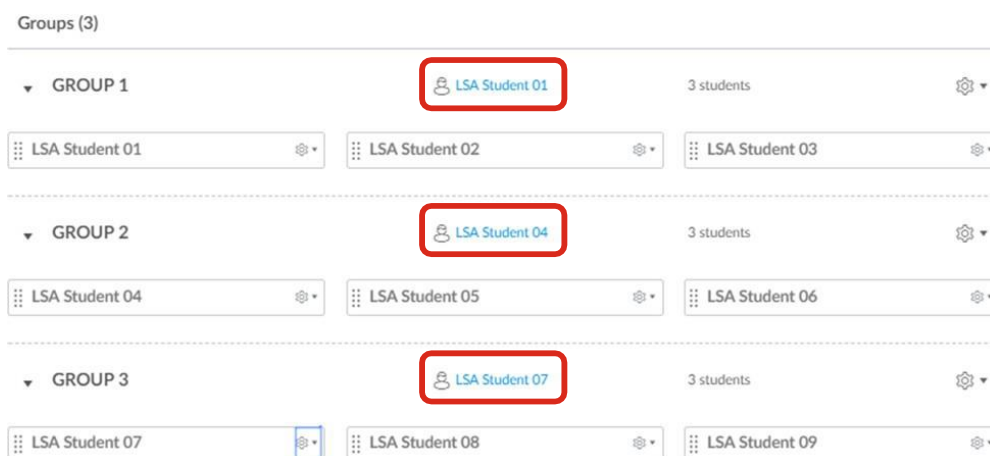 Groups (3)
GROUP 1 LSA Student 01 3 students
LSA Student 01 LSA Student 02 LSA Student 03
GROUP 2 LSA Student 04 3 students
LSA Student 04 LSA Student 05 LSA Student 06
GROUP 3 LSA Student 07 3 students
LSA Student 07 LSA Student 08 LSA Student 09